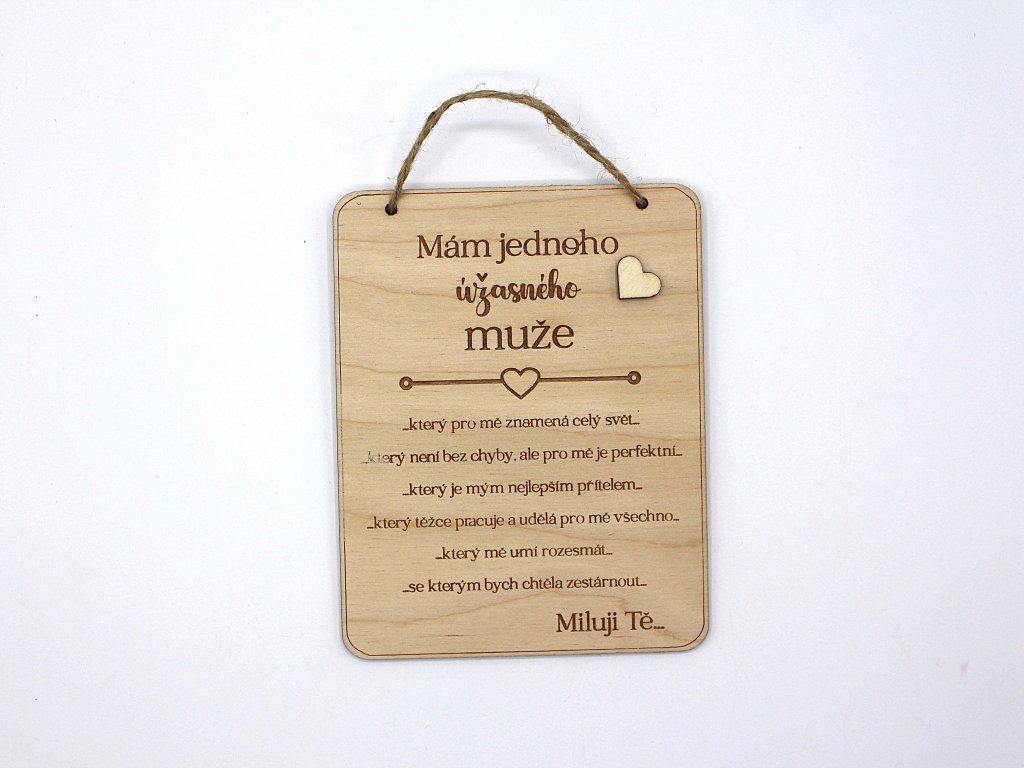 Mám jednoho
úžasného
muže
...který pro mě znamená celý svět...
...který není bez chyby, ale pro mě je perfektní...
...který je mým nejlepším přítelem...
...který těžce pracuje a udělá pro mě všechno...
...který mé umí rozesmát...
...se kterým bych chtěla zestárnout...
Miluji Tě...